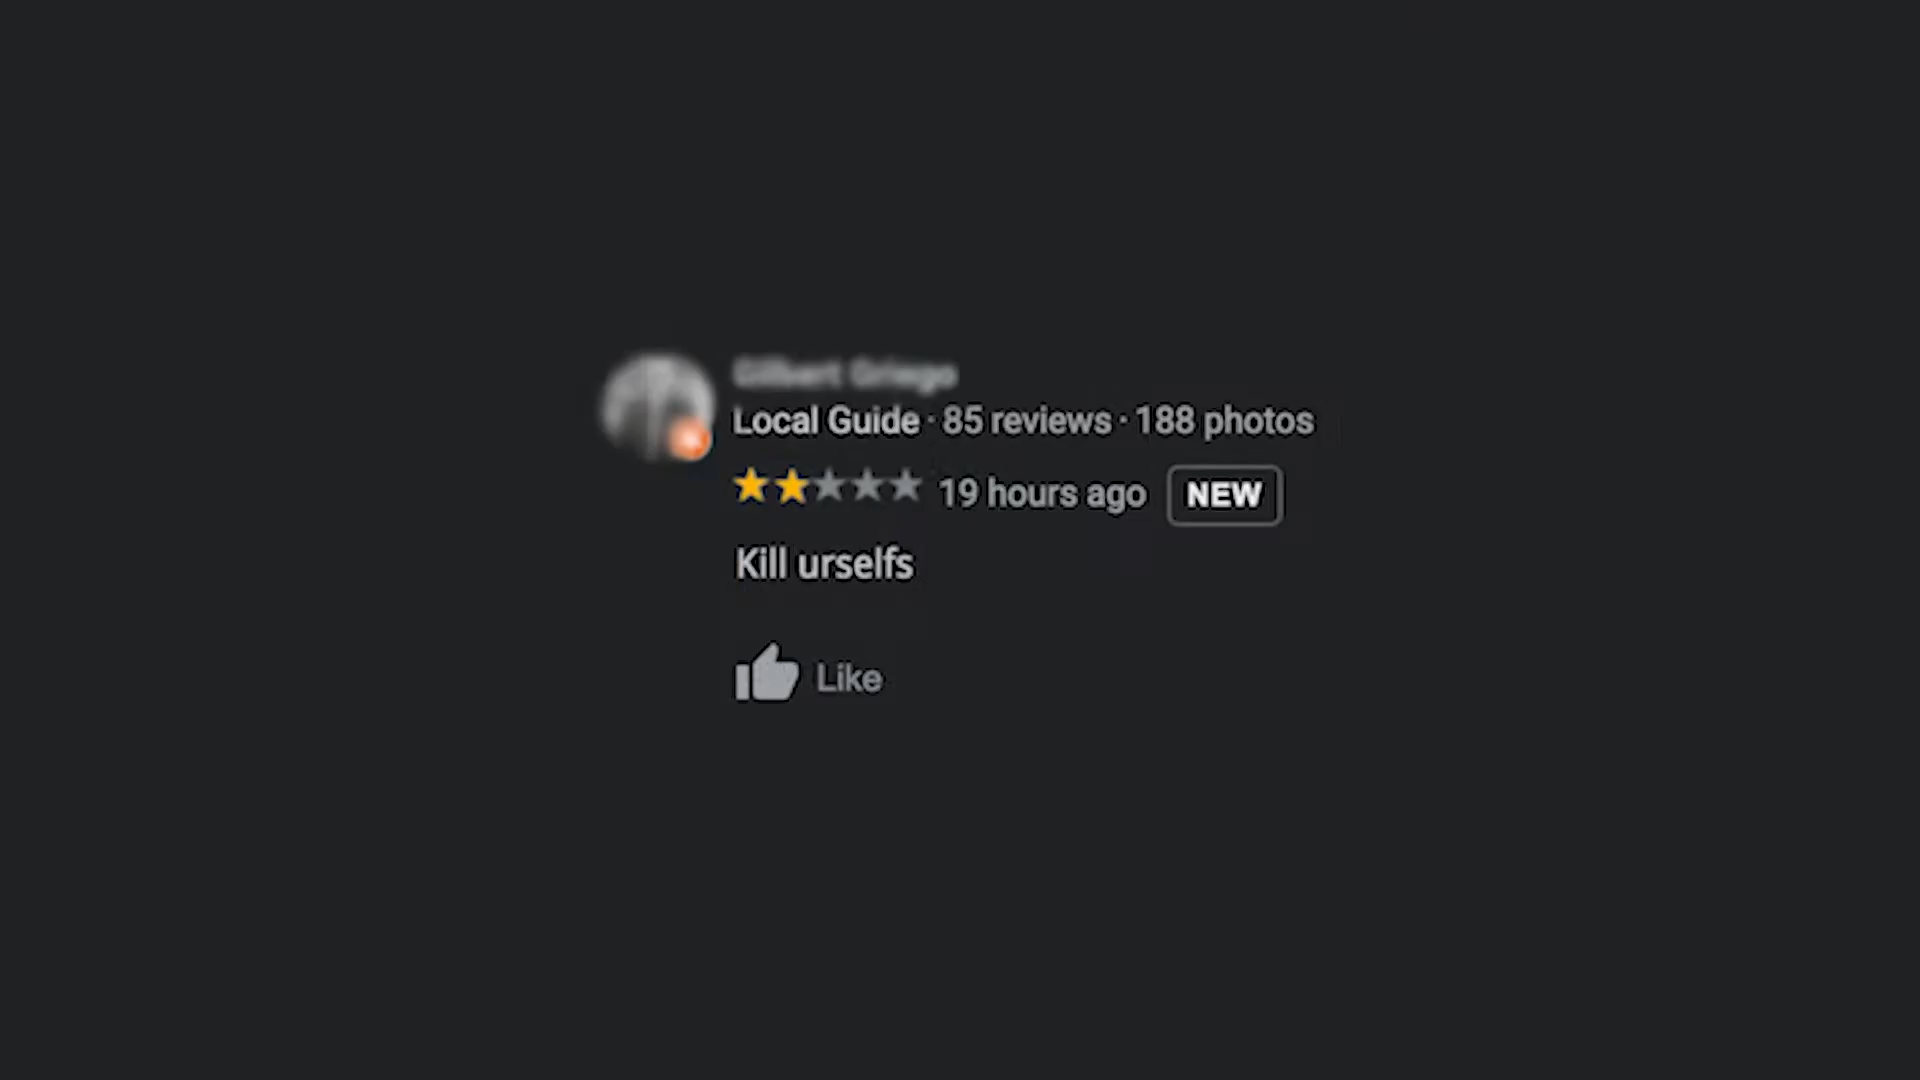 Local Guide · 85 reviews · 188 photos
19 hours ago NEW
Kill urselfs
Like